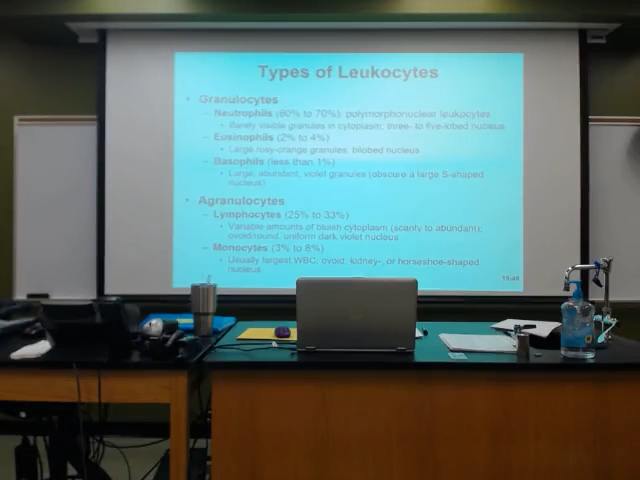 Types of Leukocytes
• Granulocytes
– Neutrophils (60% to 70%): polymorphonuclear leukocytes
• Barely visible granules in cytoplasm; three- to five-lobed nucleus
– Eosinophils (2% to 4%)
• Large rosy-orange granules; bilobed nucleus
– Basophils (less than 1%)
• Large, abundant, violet granules (obscure a large S-shaped
nucleus)
• Agranulocytes
– Lymphocytes (25% to 33%)
• Variable amounts of bluish cytoplasm (scanty to abundant);
ovoid/round, uniform dark violet nucleus
– Monocytes (3% to 8%)
• Usually largest WBC; ovoid, kidney-, or horseshoe-shaped
nucleus